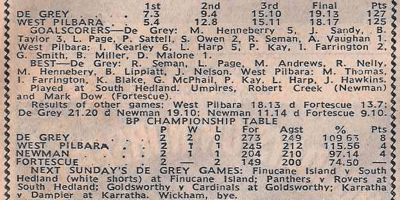 1st 2nd 3rd Final Pts
DE GREY ............ 7.3 9.4 15.10 19.13 127
WEST PILBARA .... 5.4 12.8 15.11 18.17 125
GOALSCORERS — De Grey: M. Henneberry 5, J. Sandy, B.
Taylor 3, L. Page, P. Sattell, S. Owen 2, R. Seman, A. Vaughan 1.
West Pilbara: I. Kearley 6, L. Harp 5, P. Kay, I. Farrington 2,
G. Smith, B. Miller, D. Malone 1.
BEST — De Grey: R. Seman, L. Page, M. Andrews, R. Nelly,
M. Henneberry, B. Lippiatt, J. Nelson. West Pilbara: M. Thomas,
I. Farrington, K. Blake, G. McPhail, P. Kay, L. Harp, J. Hawkins.
Played at South Hedland. Umpires, Robert Creek (Newman)
and Mark Dow (Fortescue).
Results of other games: West Pilbara 18.13 d Fortescue 13.7;
De Grey 21.20 d Newman 19.10; Newman 21.14 d Fortescue 9.10.
BP CHAMPIONSHIP TABLE
P W L For Agst % Pts
DE GREY ............ 2 2 — 273 249 109.63 8
WEST PILBARA .... 2 1 1 245 212 115.56 4
NEWMAN ............ 2 1 1 204 210 97.14 4
FORTESCUE ........ 2 — 2 149 200 74.50 —
NEXT SUNDAY'S DE GREY GAMES: Finucane Island v South
Hedland (white shorts) at Finucane Island; Panthers v Rovers at
South Hedland; Goldsworthy v Cardinals at Goldsworthy; Karratha
v Dampier at Karratha. Wickham, bye.